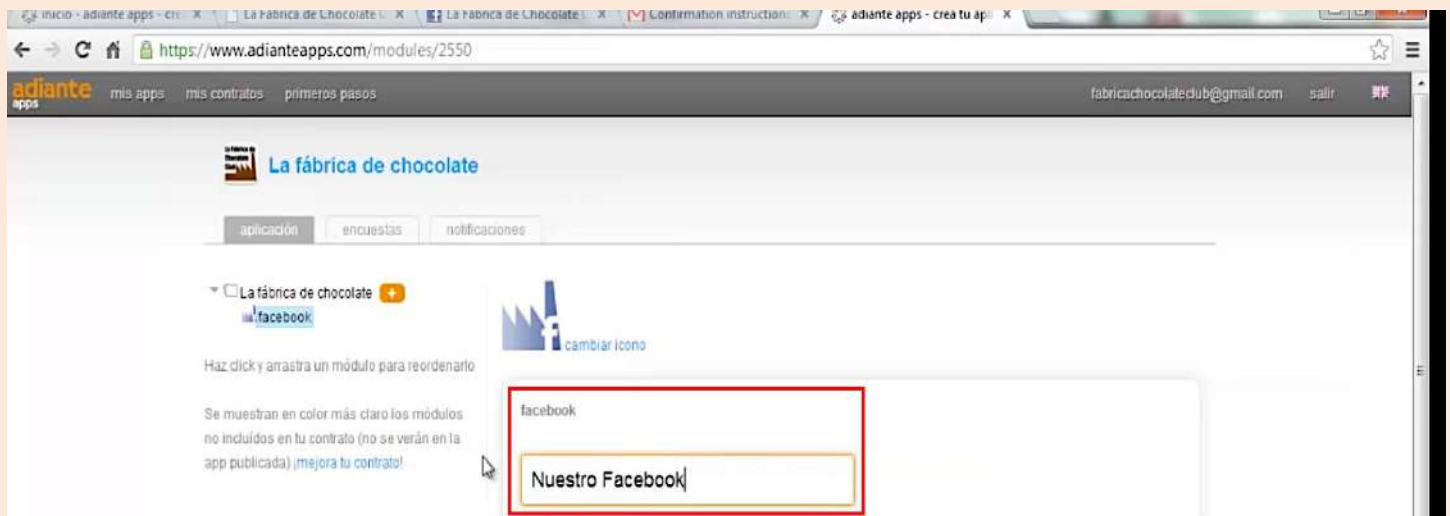 inicio - adiante apps - cre
La Fábrica de Chocolate C
La Fábrica de Chocolate
Confirmation instruction
adiante apps - crea tu ap
https://www.adianteapps.com/modules/2550
adiante apps
mis apps mis contratos primeros pasos
fabricachocolateclub@gmail.com salir
La fábrica de chocolate
aplicación encuestas notificaciones
La fábrica de chocolate +
facebook
Haz click y arrastra un módulo para reordenarlo
Se muestran en color más claro los módulos
no incluídos en tu contrato (no se verán en la
app publicada) ¡mejora tu contrato!
cambiar icono
facebook
Nuestro Facebook